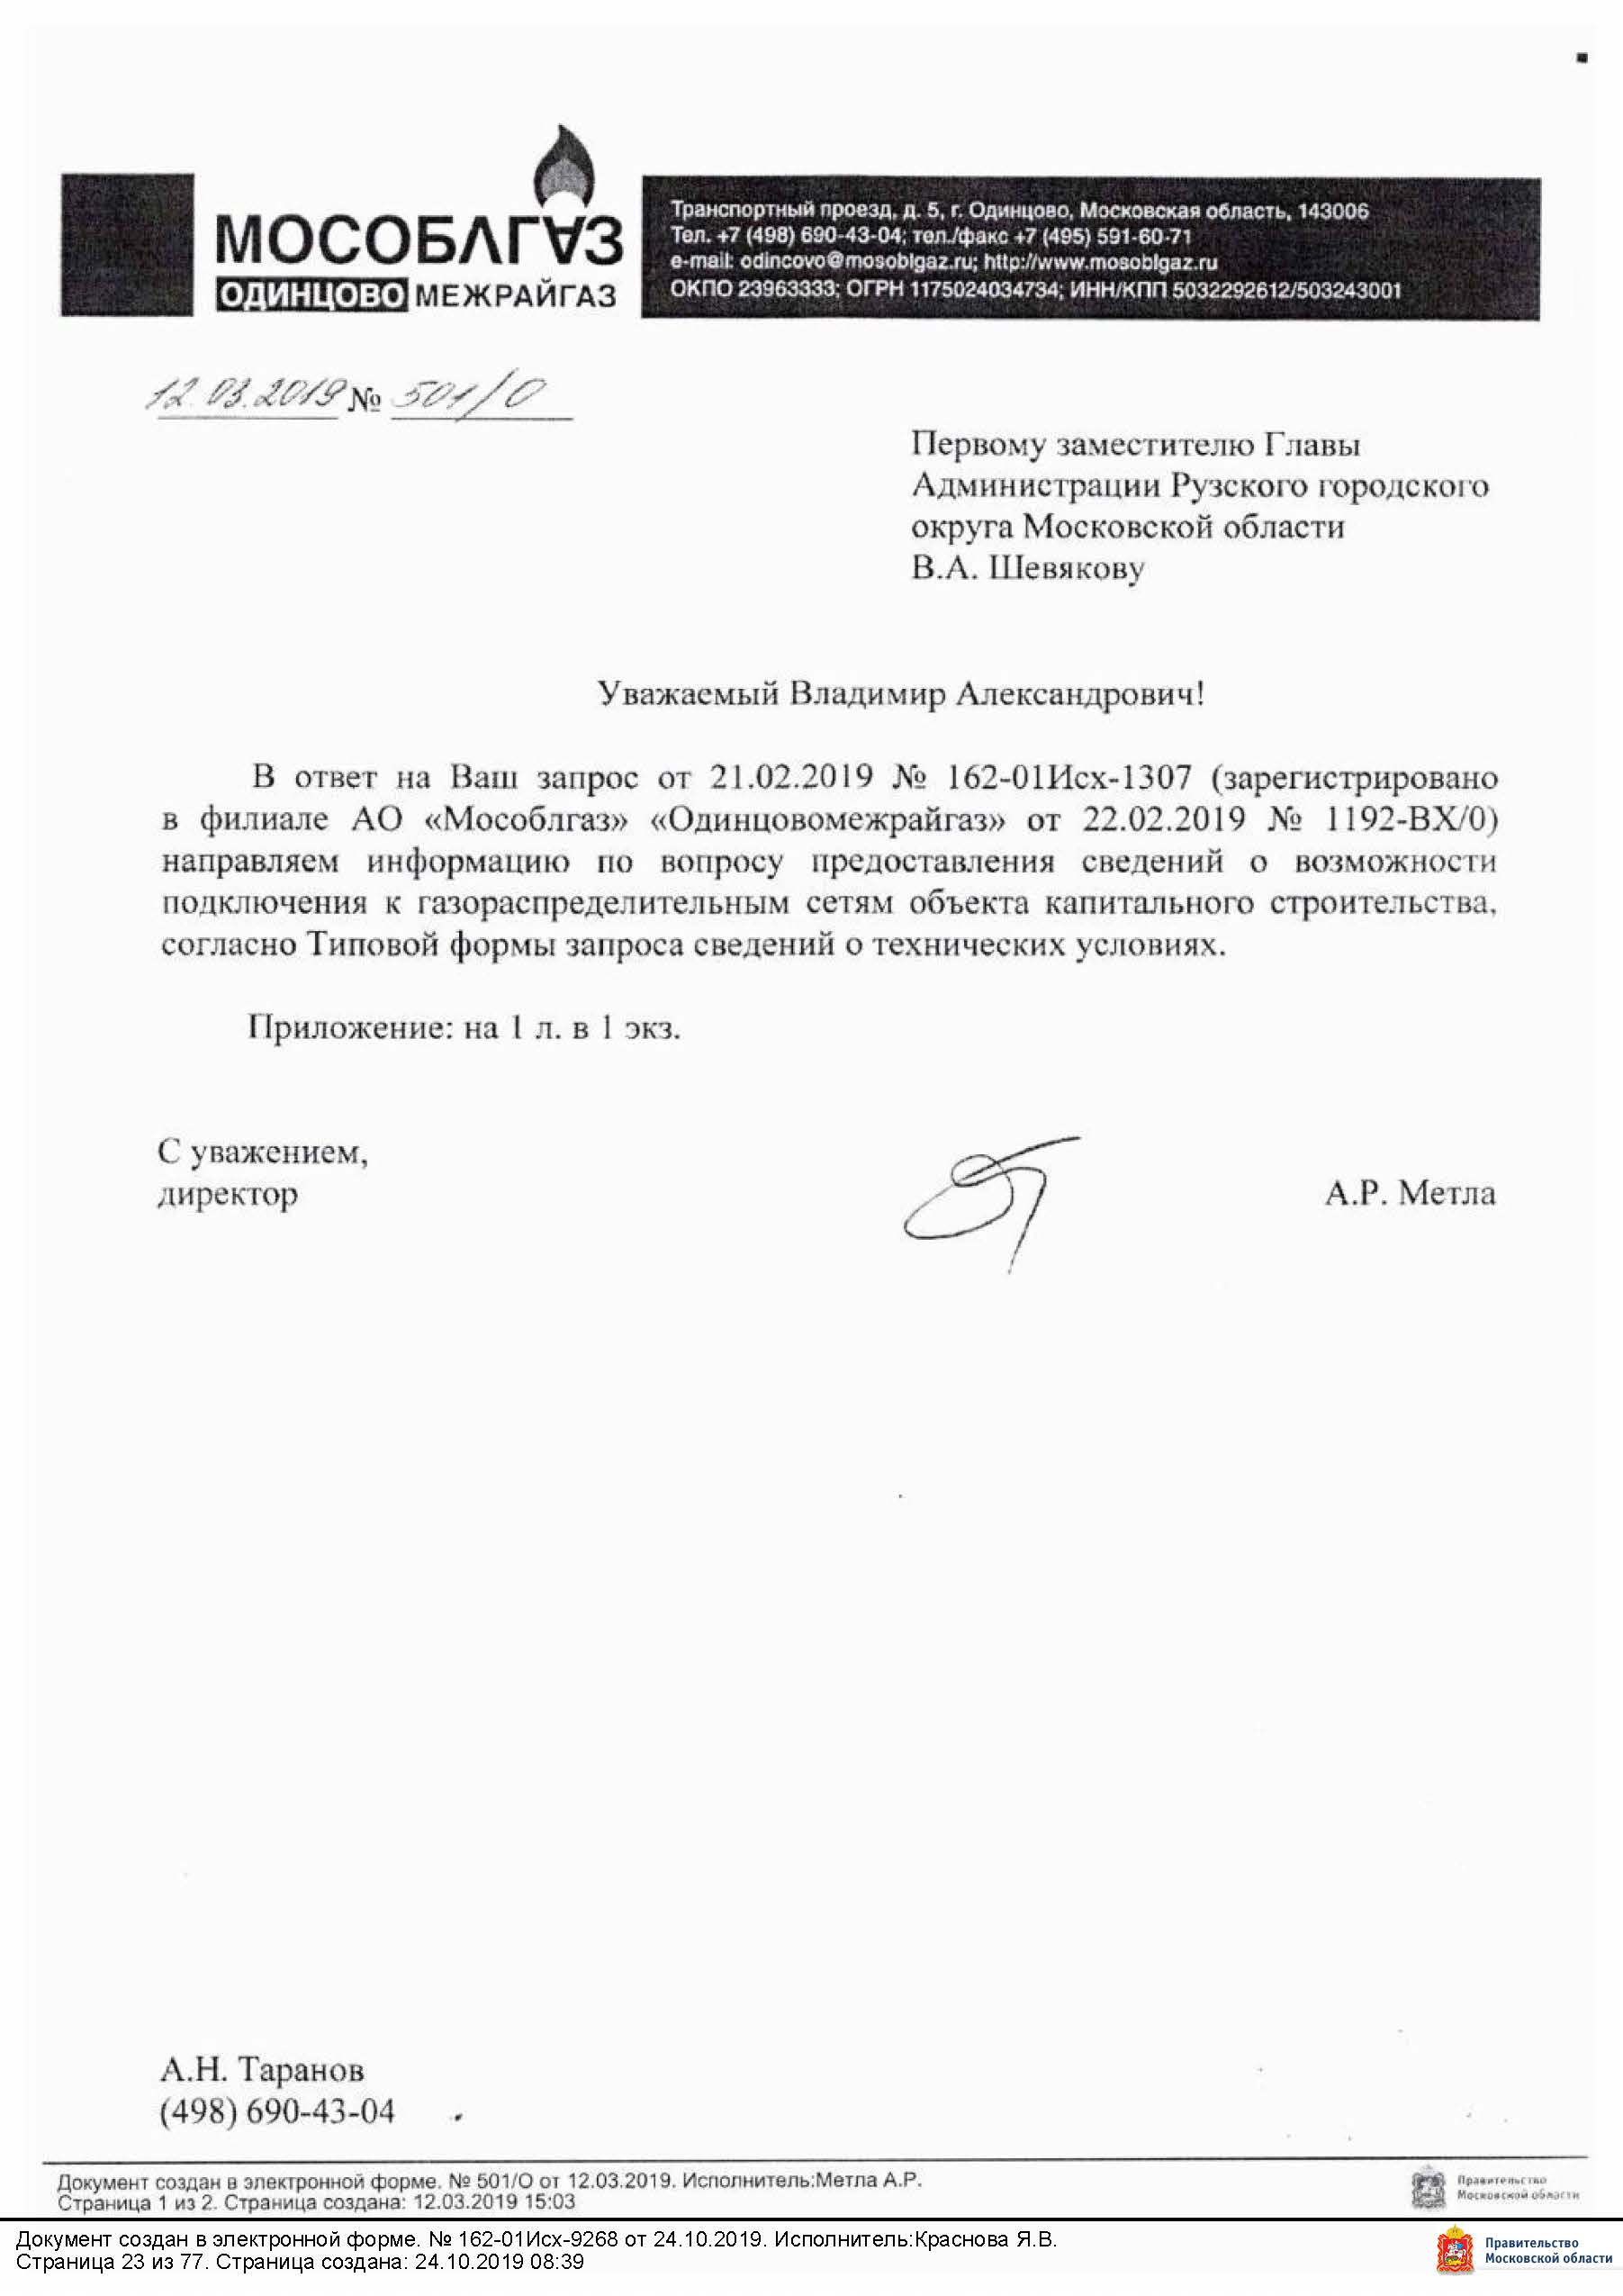 МОСОБЛГАЗ
ОДИНЦОВО МЕЖРАЙГАЗ
Транспортный проезд, д. 5, г. Одинцово, Московская область, 143006
Тел. +7 (498) 690-43-04; тел./факс +7 (495) 591-60-71
e-mail: odincovo@mosoblgaz.ru; http://www.mosoblgaz.ru
ОКПО 23963333; ОГРН 1175024034734; ИНН/КПП 5032292612/503243001
12.03.2019 № 501/О
Первому заместителю Главы
Администрации Рузского городского
округа Московской области
В.А. Шевякову
Уважаемый Владимир Александрович!
В ответ на Ваш запрос от 21.02.2019 № 162-01Исх-1307 (зарегистрировано
в филиале АО «Мособлгаз» «Одинцовомежрайгаз» от 22.02.2019 № 1192-ВХ/0)
направляем информацию по вопросу предоставления сведений о возможности
подключения к газораспределительным сетям объекта капитального строительства,
согласно Типовой формы запроса сведений о технических условиях.
Приложение: на 1 л. в 1 экз.
С уважением,
директор
А.Р. Метла
А.Н. Таранов
(498) 690-43-04
Документ создан в электронной форме. № 501/О от 12.03.2019. Исполнитель:Метла А.Р.
Страница 1 из 2. Страница создана: 12.03.2019 15:03
Правительство
Московской области
Документ создан в электронной форме. № 162-01Исх-9268 от 24.10.2019. Исполнитель:Краснова Я.В.
Страница 23 из 77. Страница создана: 24.10.2019 08:39
Правительство
Московской области